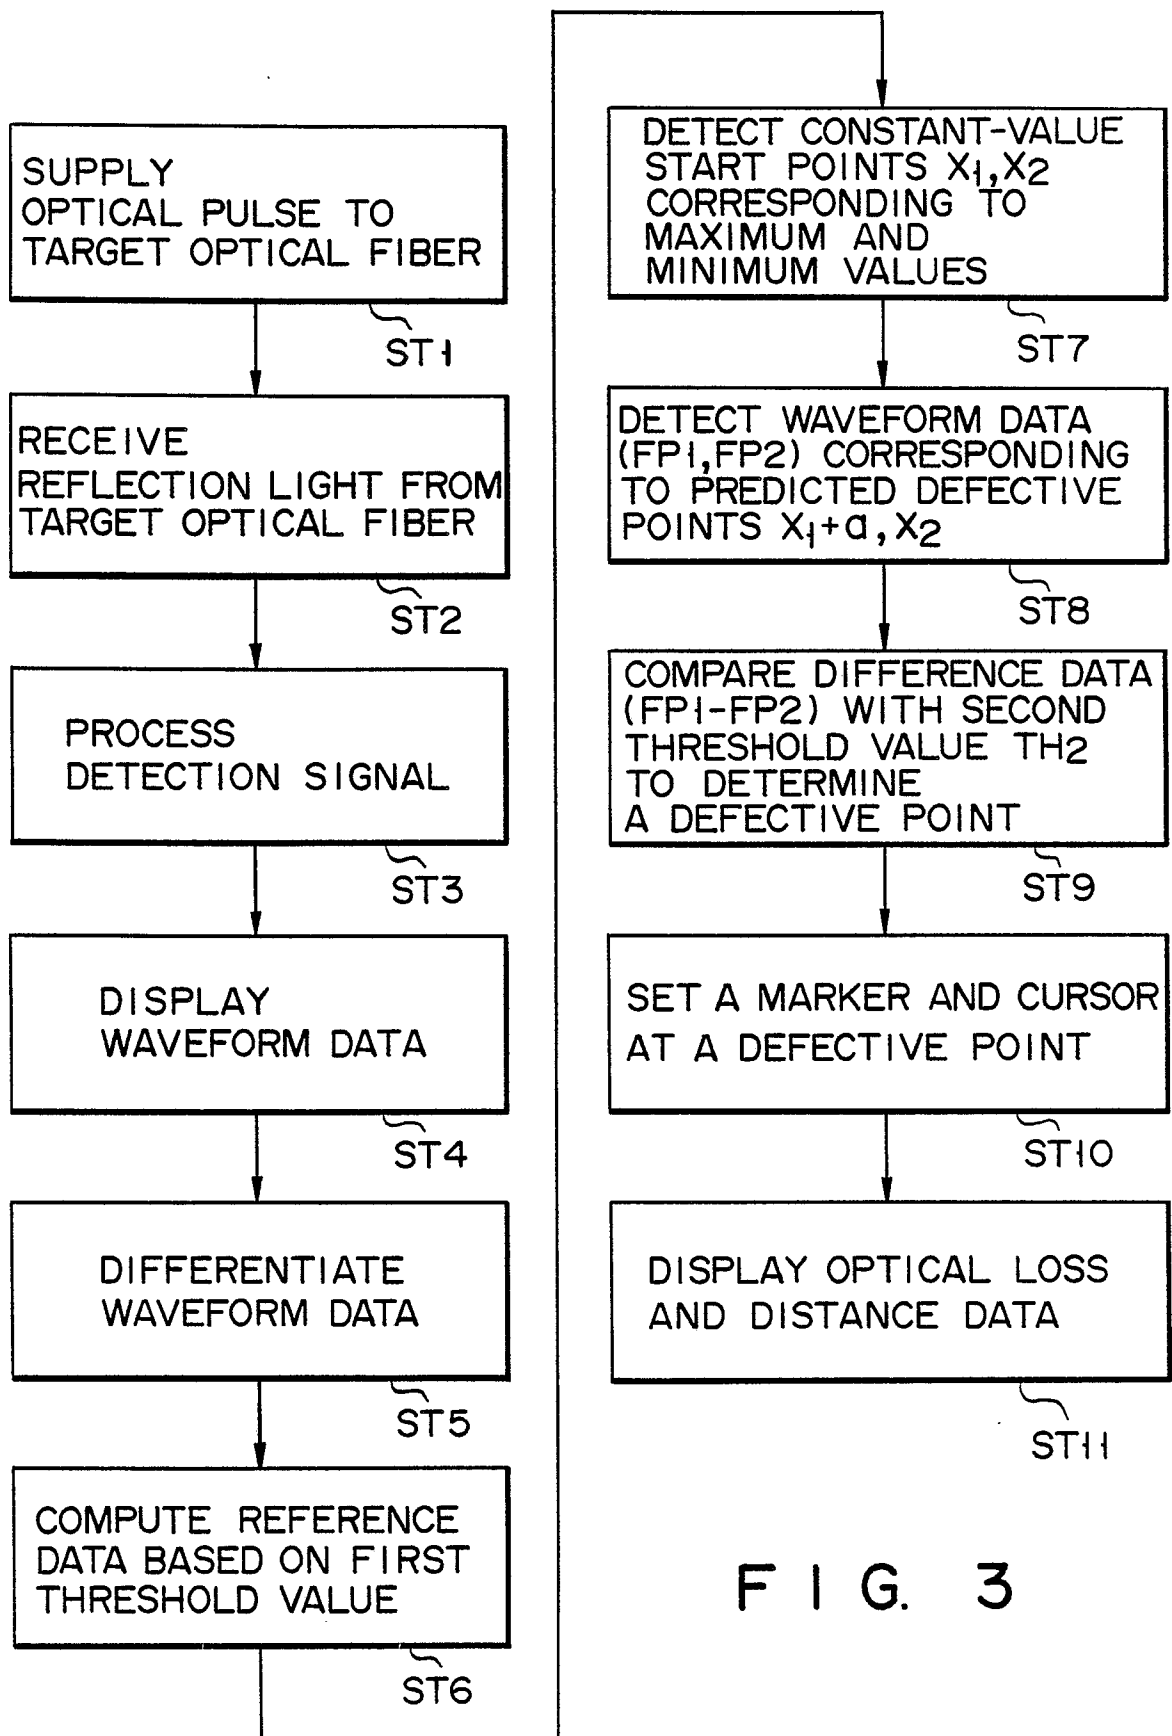 SUPPLY
OPTICAL PULSE TO
TARGET OPTICAL FIBER
ST1
RECEIVE
REFLECTION LIGHT FROM
TARGET OPTICAL FIBER
ST2
PROCESS
DETECTION SIGNAL
ST3
DISPLAY
WAVEFORM DATA
ST4
DIFFERENTIATE
WAVEFORM DATA
ST5
COMPUTE REFERENCE
DATA BASED ON FIRST
THRESHOLD VALUE
ST6
DETECT CONSTANT-VALUE
START POINTS X1,X2
CORRESPONDING TO
MAXIMUM AND
MINIMUM VALUES
ST7
DETECT WAVEFORM DATA
(FP1,FP2) CORRESPONDING
TO PREDICTED DEFECTIVE
POINTS X1+a,X2
ST8
COMPARE DIFFERENCE DATA
(FP1-FP2) WITH SECOND
THRESHOLD VALUE TH2
TO DETERMINE
A DEFECTIVE POINT
ST9
SET A MARKER AND CURSOR
AT A DEFECTIVE POINT
ST10
DISPLAY OPTICAL LOSS
AND DISTANCE DATA
ST11
FIG. 3